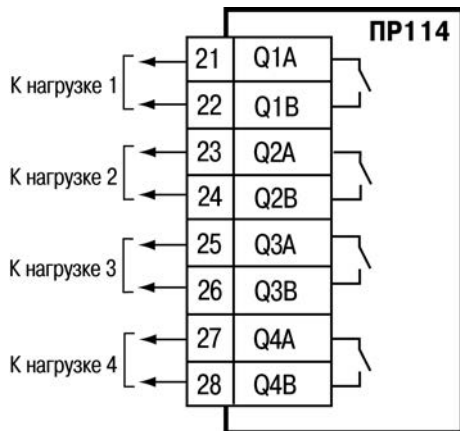 ПР114
К нагрузке 1
21 Q1A
22 Q1B
К нагрузке 2
23 Q2A
24 Q2B
К нагрузке 3
25 Q3A
26 Q3B
К нагрузке 4
27 Q4A
28 Q4B